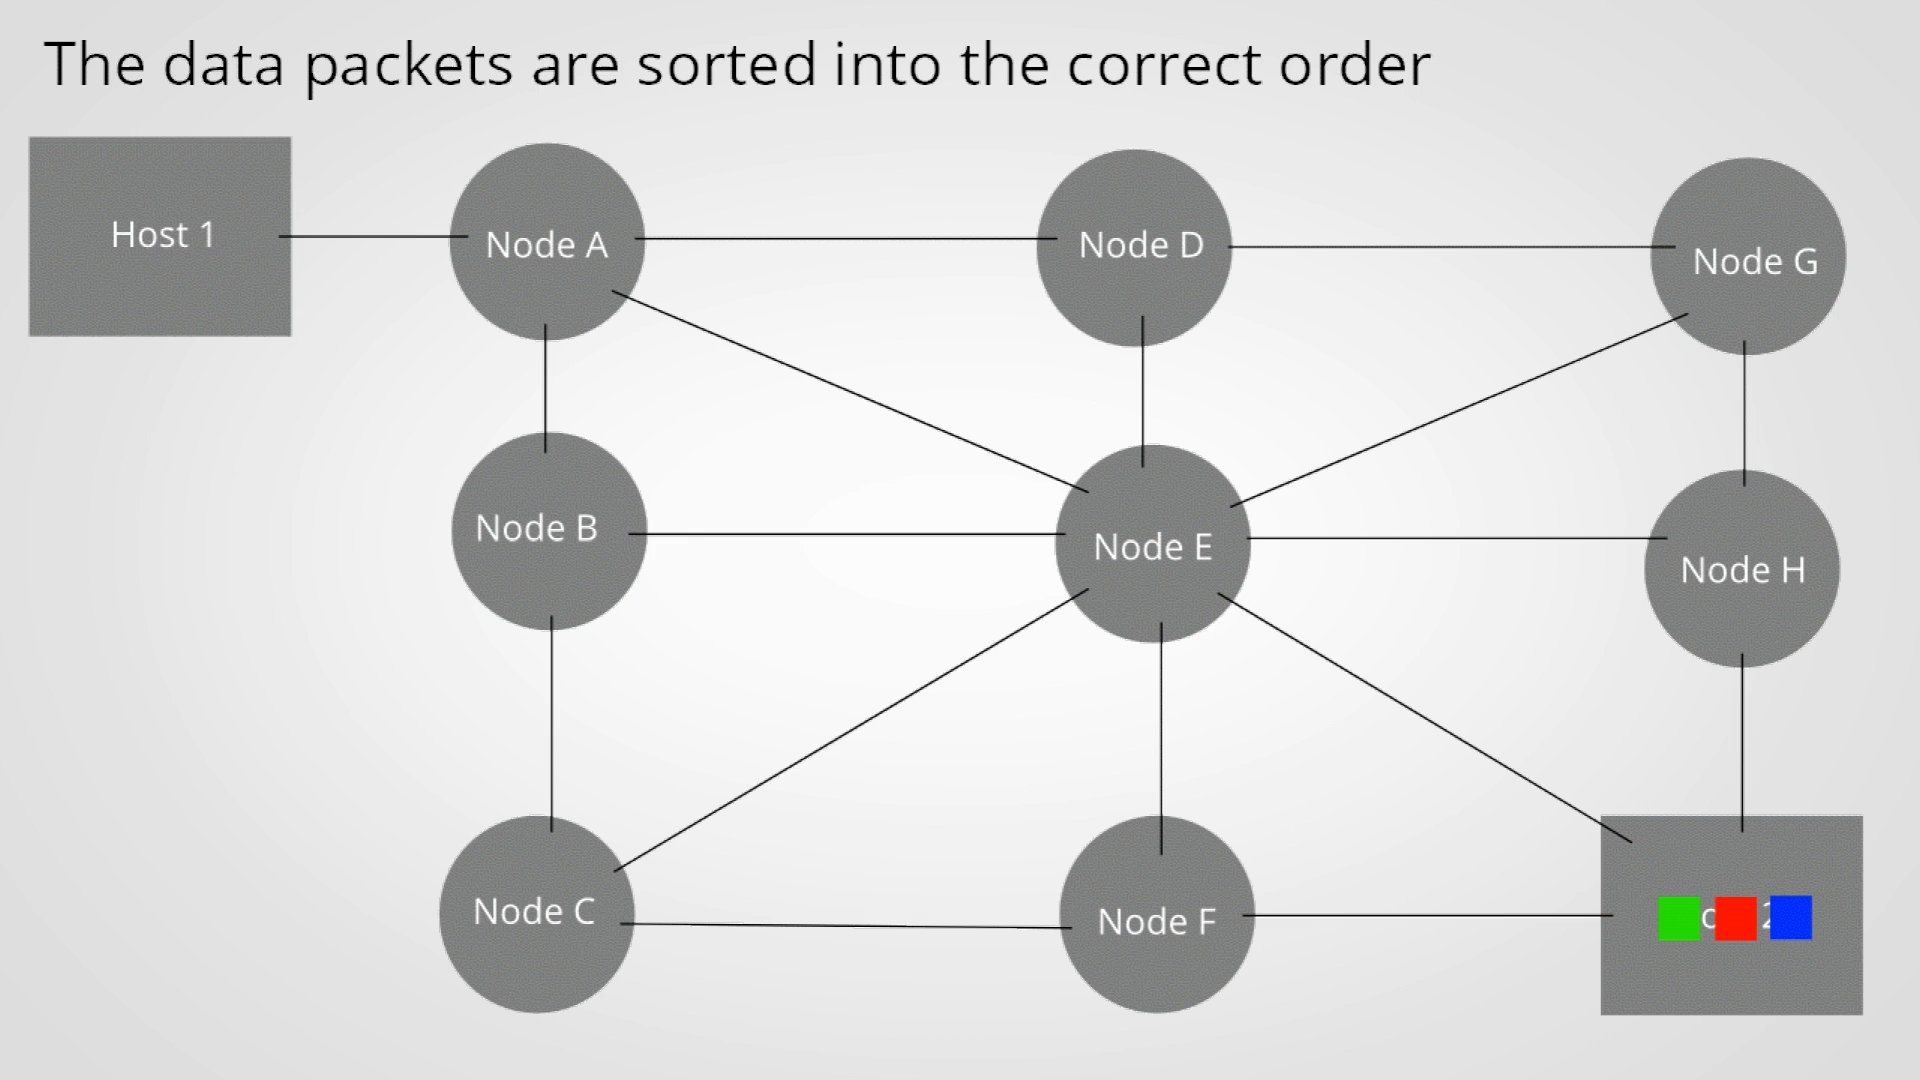 The data packets are sorted into the correct order
Host 1
Node A
Node D
Node G
Node B
Node E
Node H
Node C
Node F